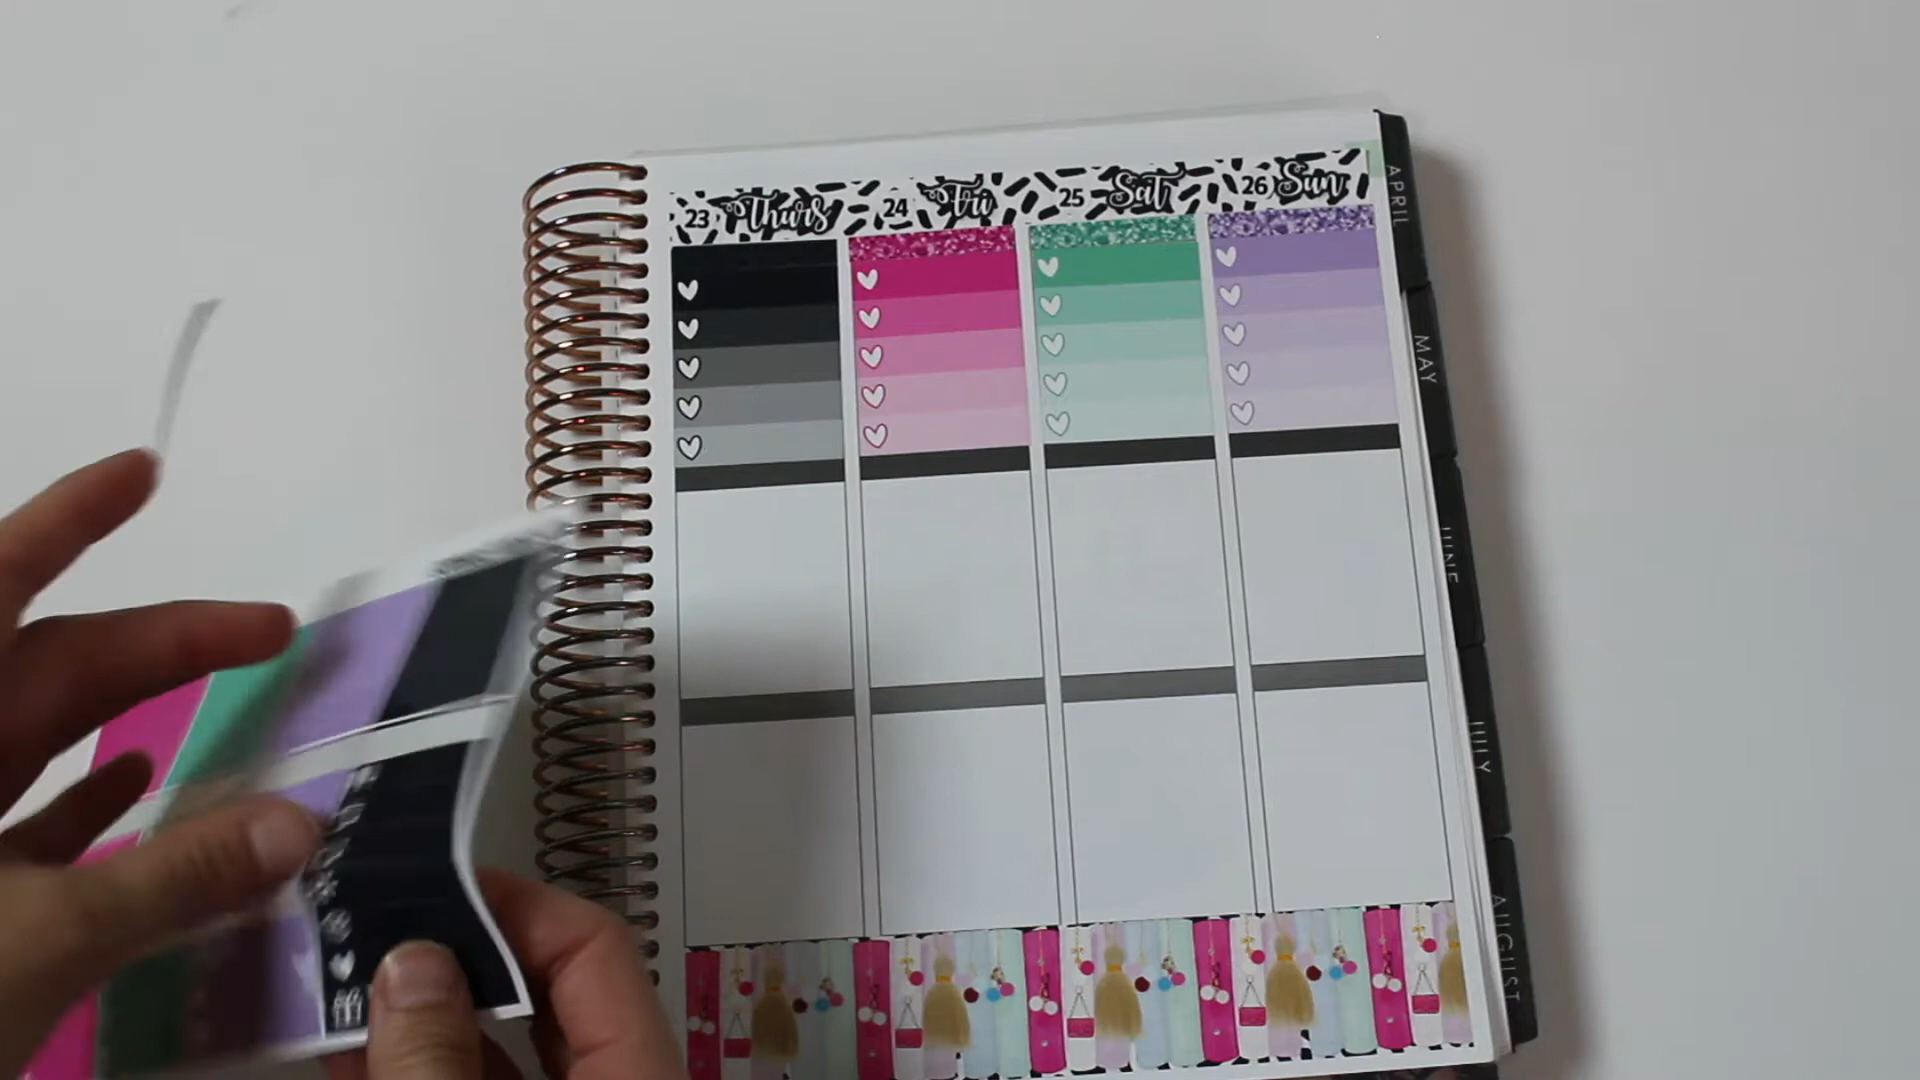 23 Thurs
24 Fri
25 Sat
26 Sun
APRIL
MAY
JUNE
JULY
AUGUST